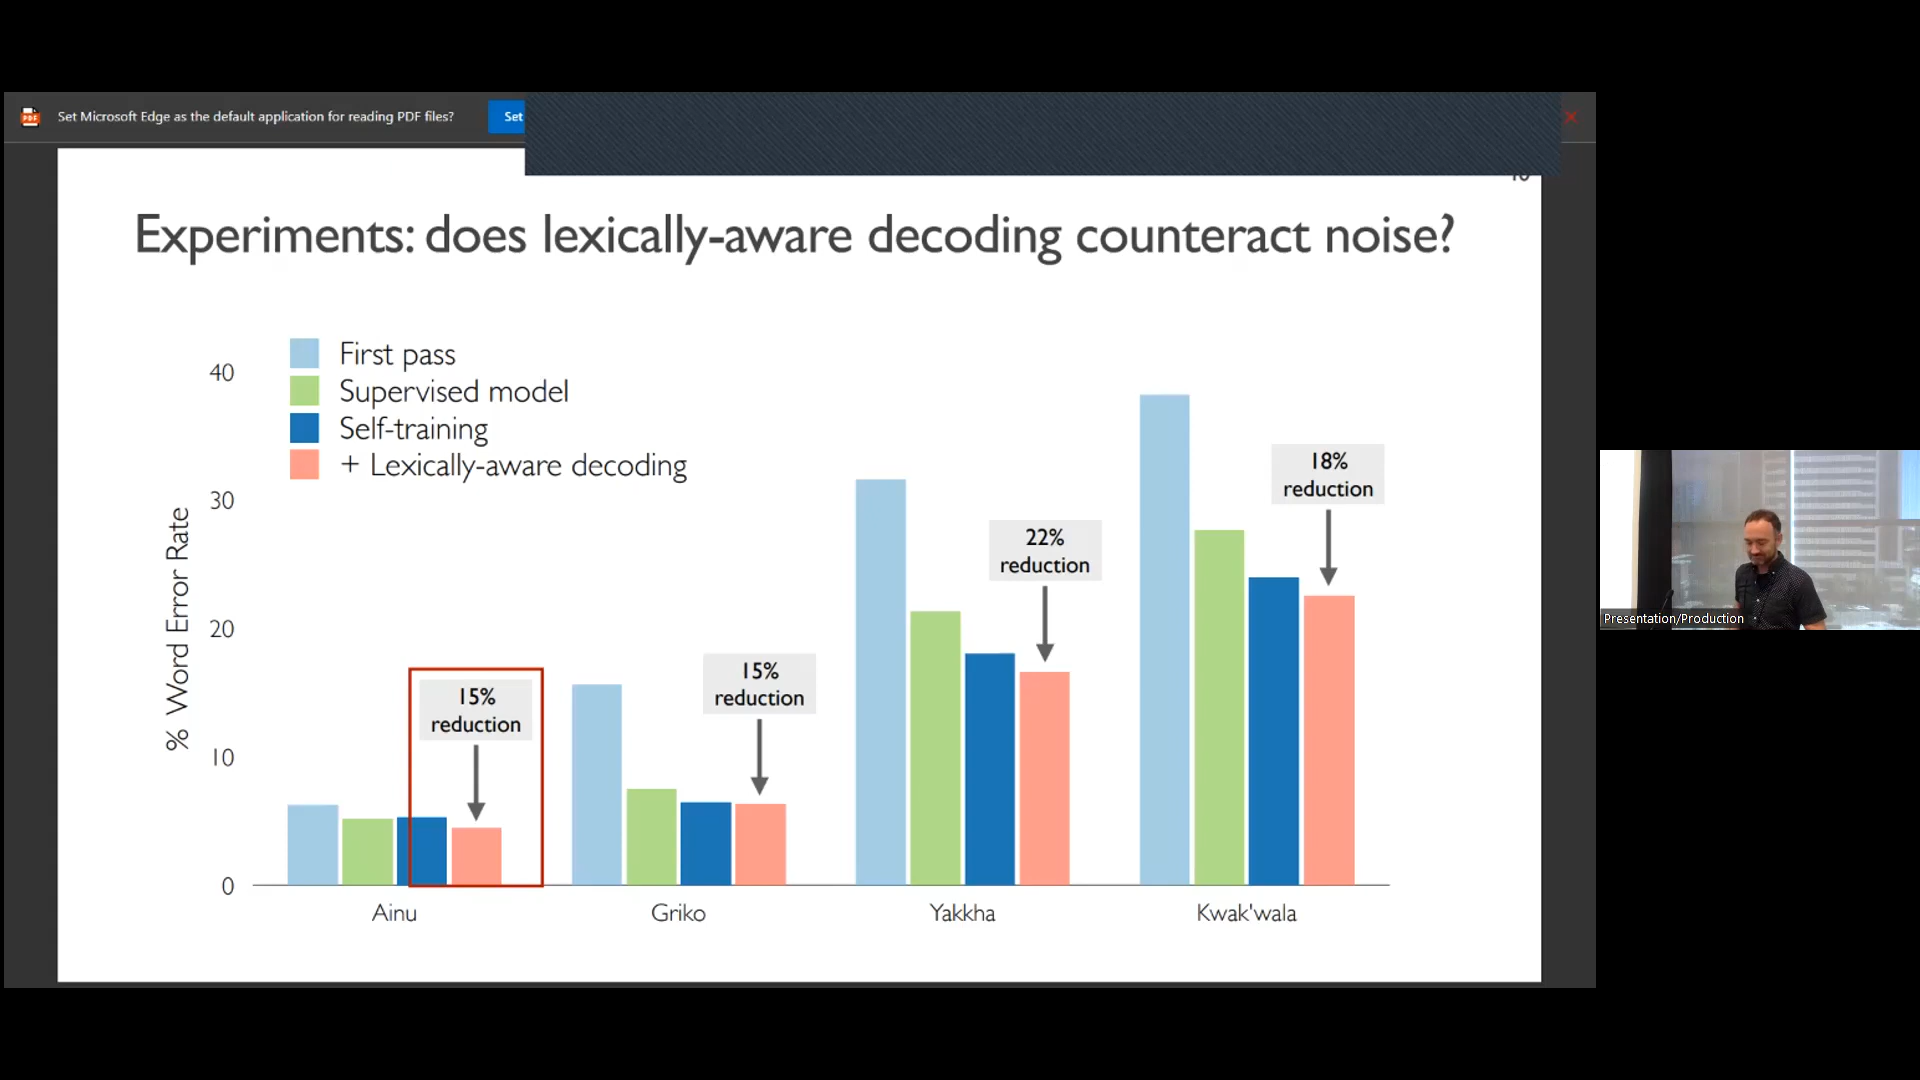 PDF
Set Microsoft Edge as the default application for reading PDF files?
Set
Experiments: does lexically-aware decoding counteract noise?
First pass
Supervised model
Self-training
+ Lexically-aware decoding
% Word Error Rate
40
30
20
10
0
15%
reduction
15%
reduction
22%
reduction
18%
reduction
Ainu
Griko
Yakkha
Kwak'wala
Presentation/Production